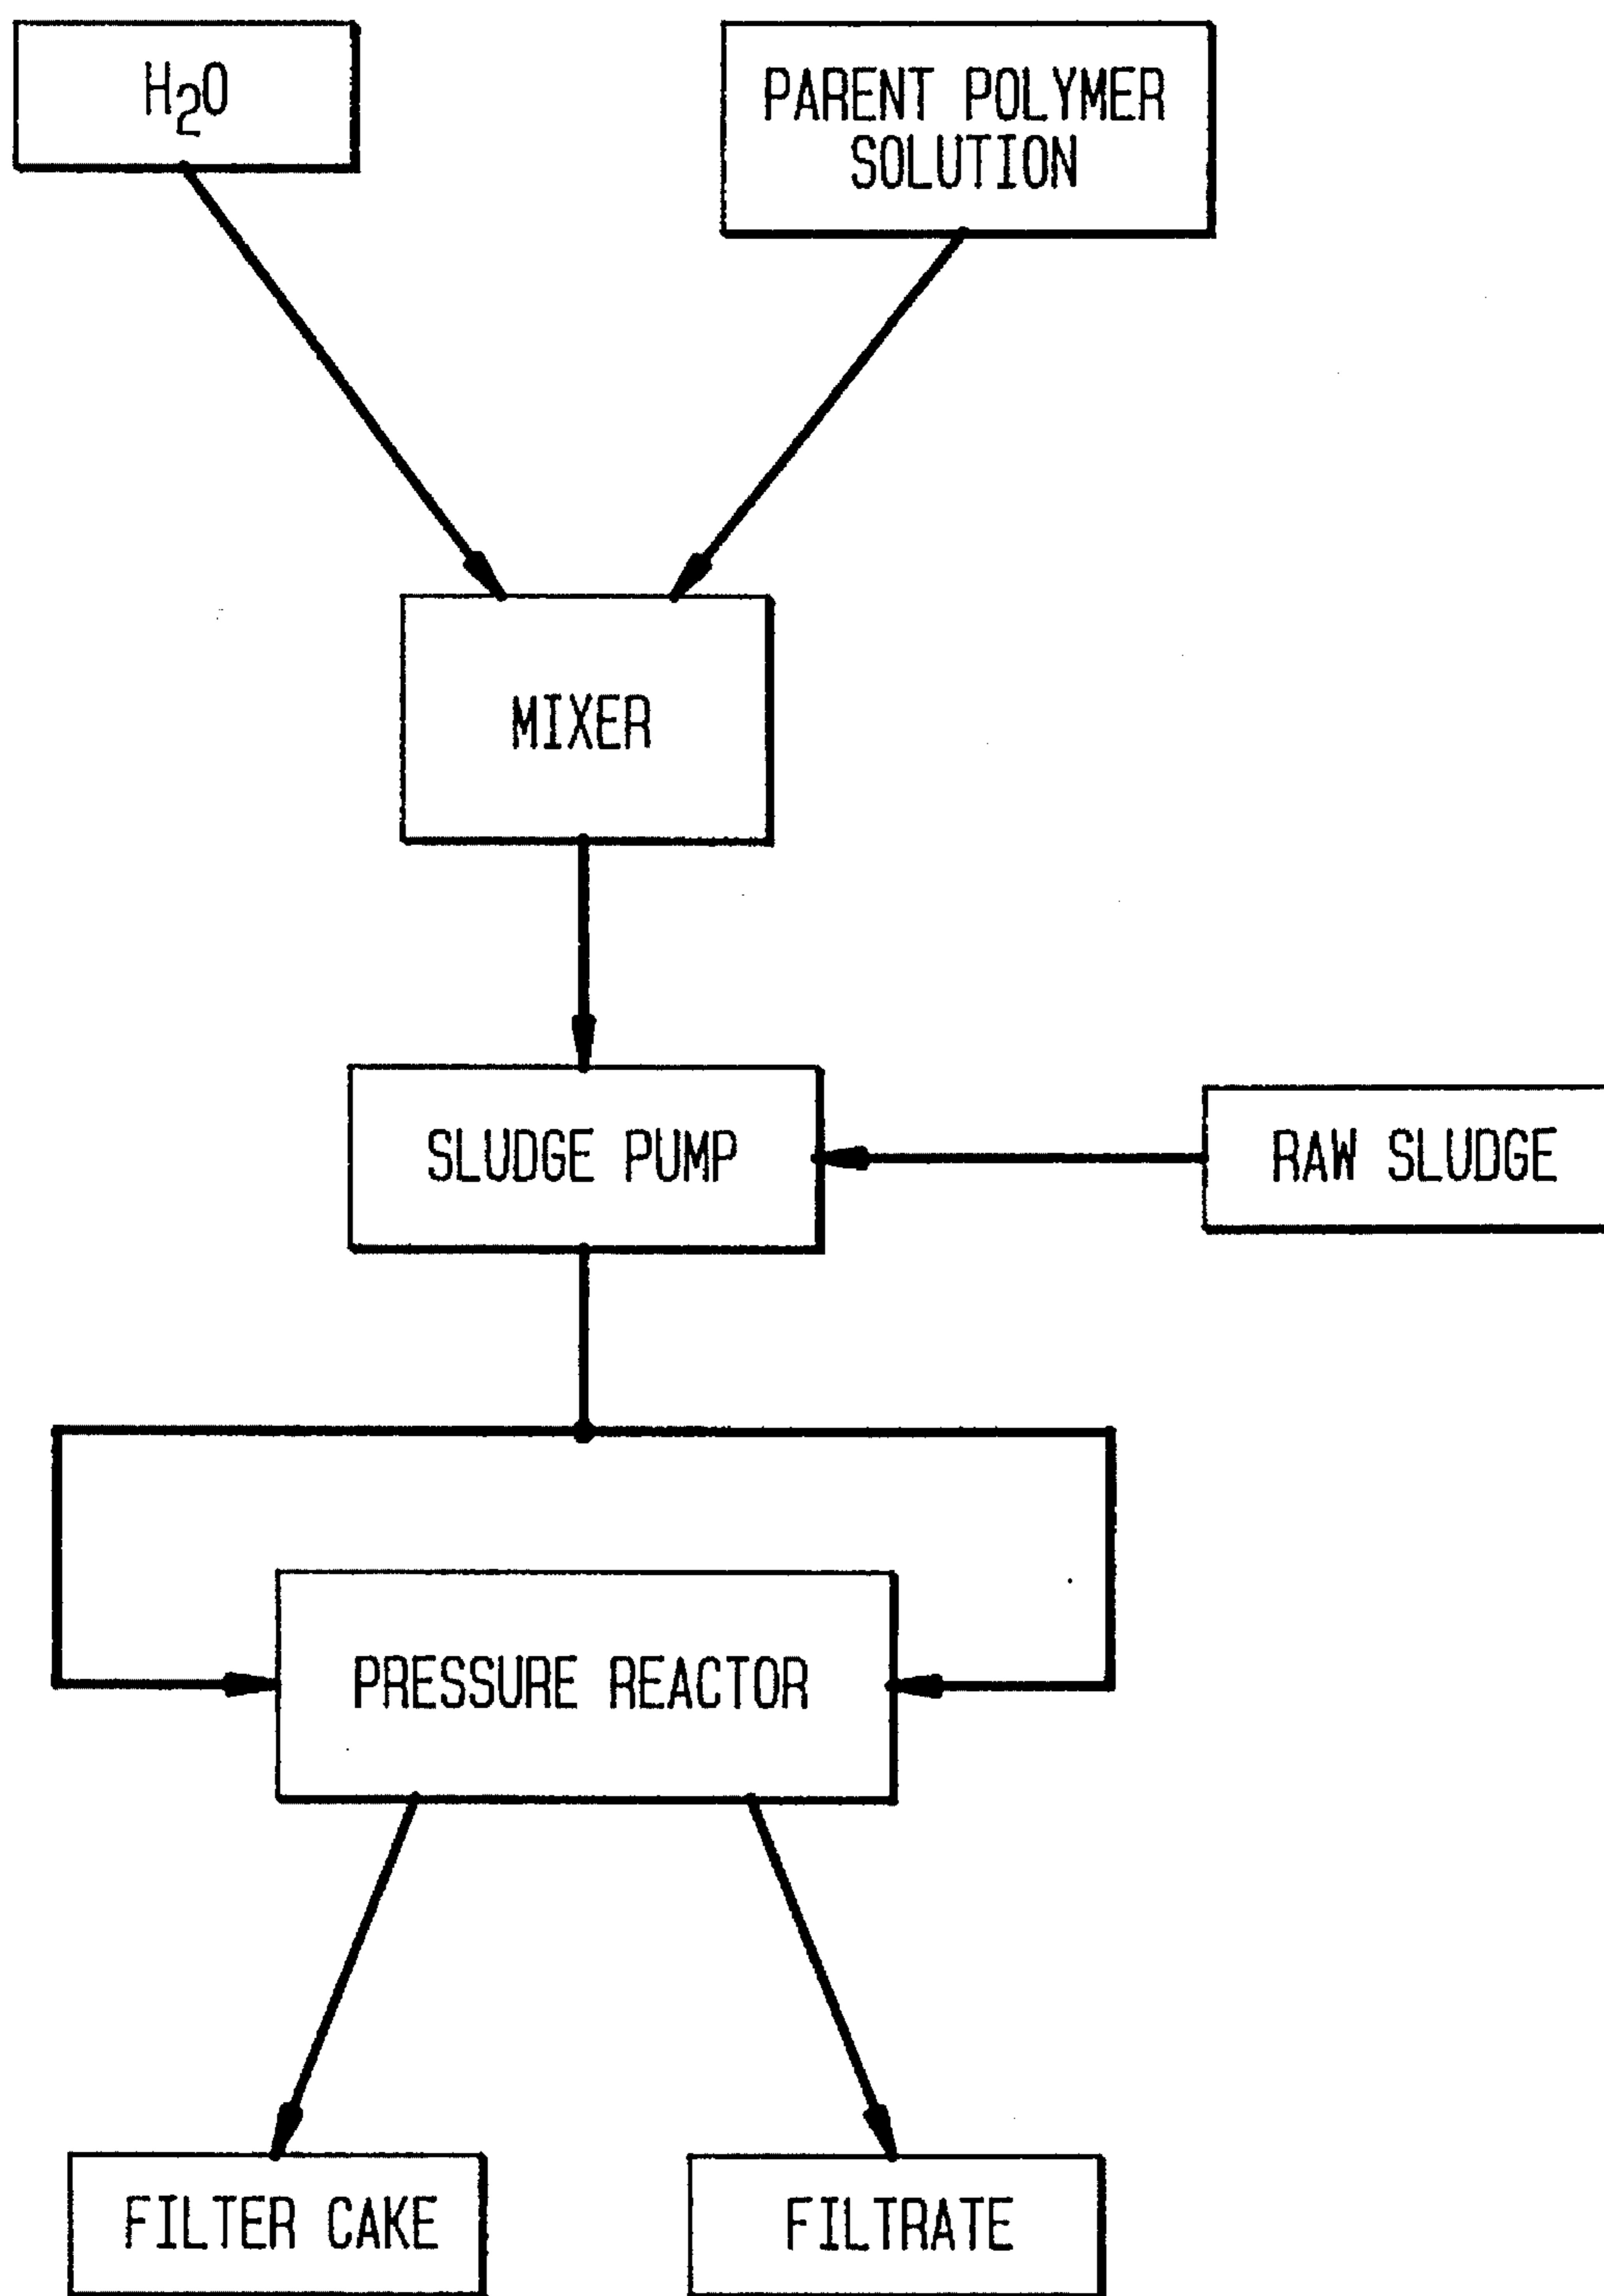 H₂O
PARENT POLYMER
SOLUTION
MIXER
SLUDGE PUMP
RAW SLUDGE
PRESSURE REACTOR
FILTER CAKE
FILTRATE